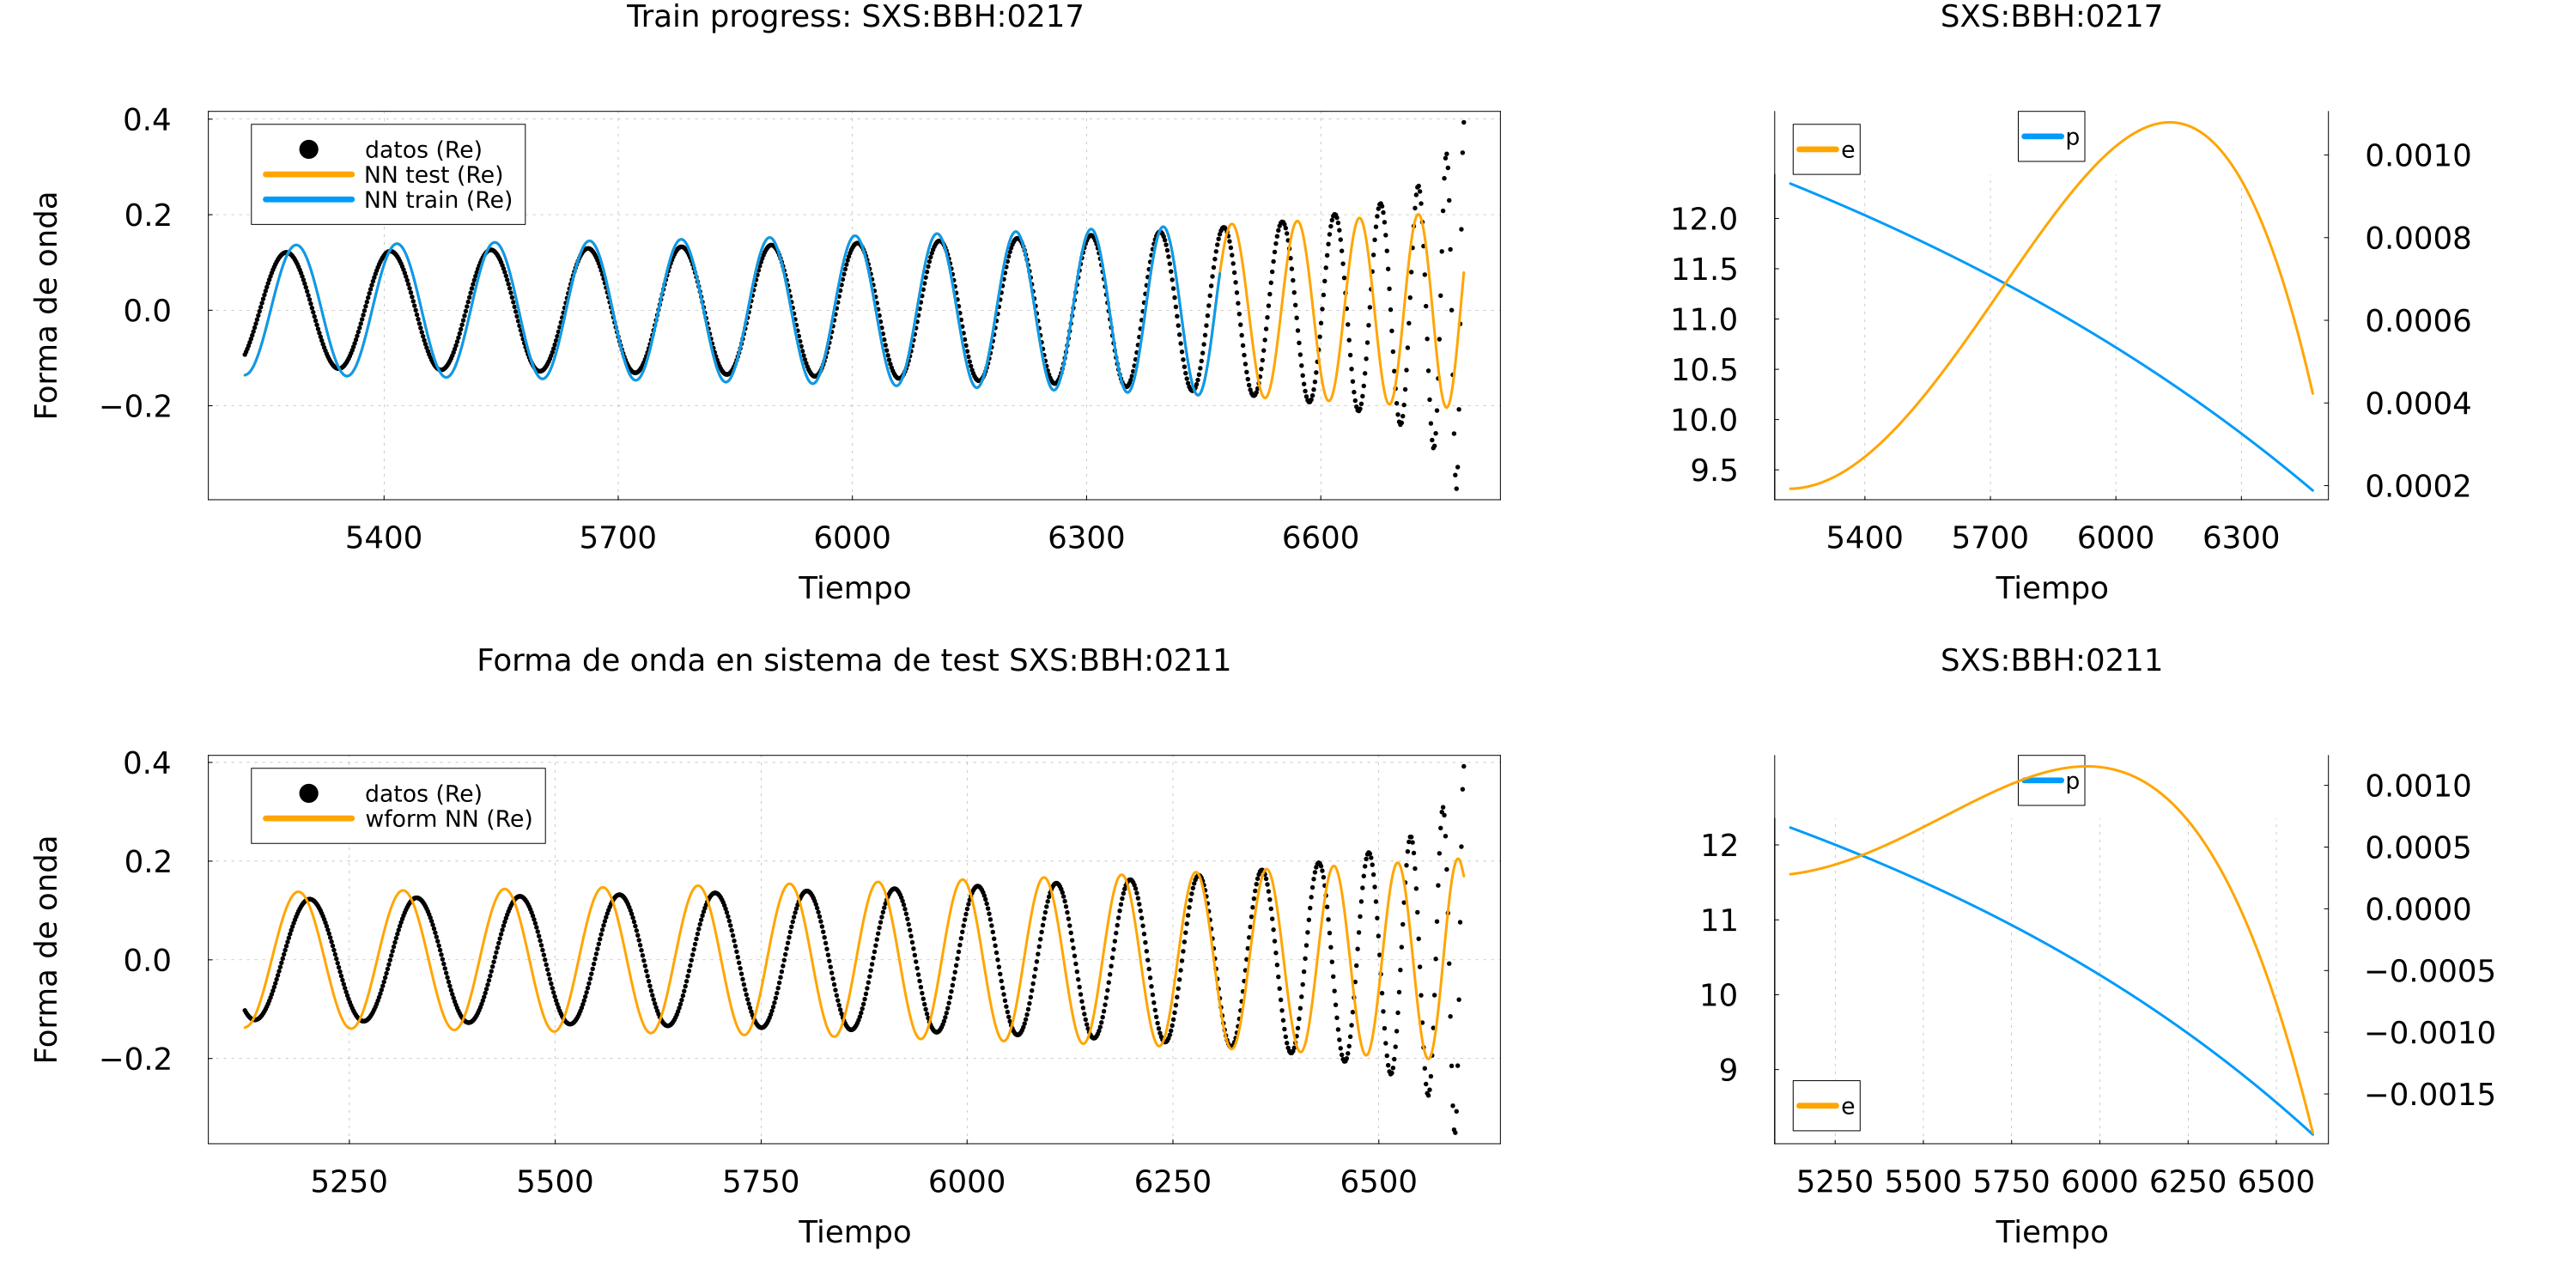 Train progress: SXS:BBH:0217
0.4
0.2
0.0
−0.2
Forma de onda
datos (Re)
NN test (Re)
NN train (Re)
5400 5700 6000 6300 6600
Tiempo
SXS:BBH:0217
e
p
12.0
11.5
11.0
10.5
10.0
9.5
0.0010
0.0008
0.0006
0.0004
0.0002
5400 5700 6000 6300
Tiempo
Forma de onda en sistema de test SXS:BBH:0211
0.4
0.2
0.0
−0.2
Forma de onda
datos (Re)
wform NN (Re)
5250 5500 5750 6000 6250 6500
Tiempo
SXS:BBH:0211
p
e
12
11
10
9
0.0010
0.0005
0.0000
−0.0005
−0.0010
−0.0015
5250 5500 5750 6000 6250 6500
Tiempo